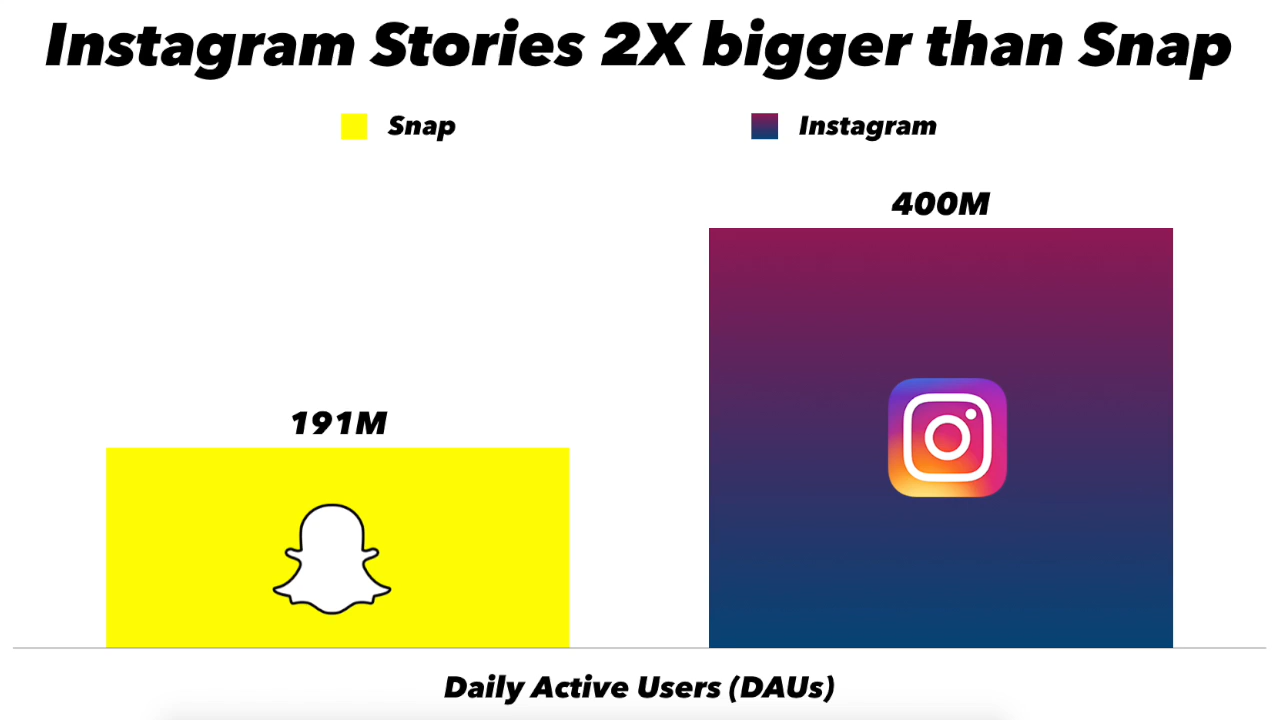 Instagram Stories 2X bigger than Snap
Snap
Instagram
400M
191M
Daily Active Users (DAUs)